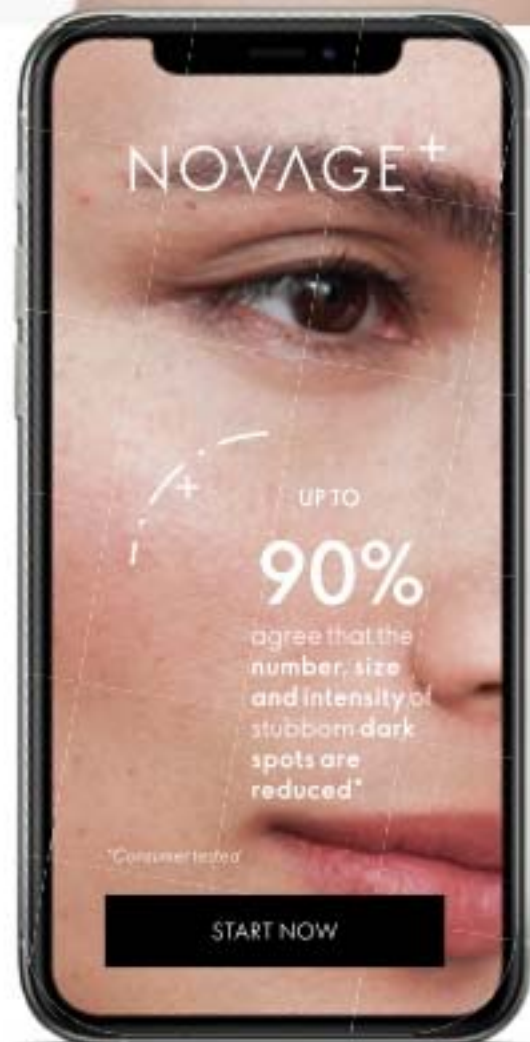 NOVAGE+
UP TO
90%
agree that the
number, size
and intensity of
stubborn dark
spots are
reduced*
*Consumer tested
START NOW